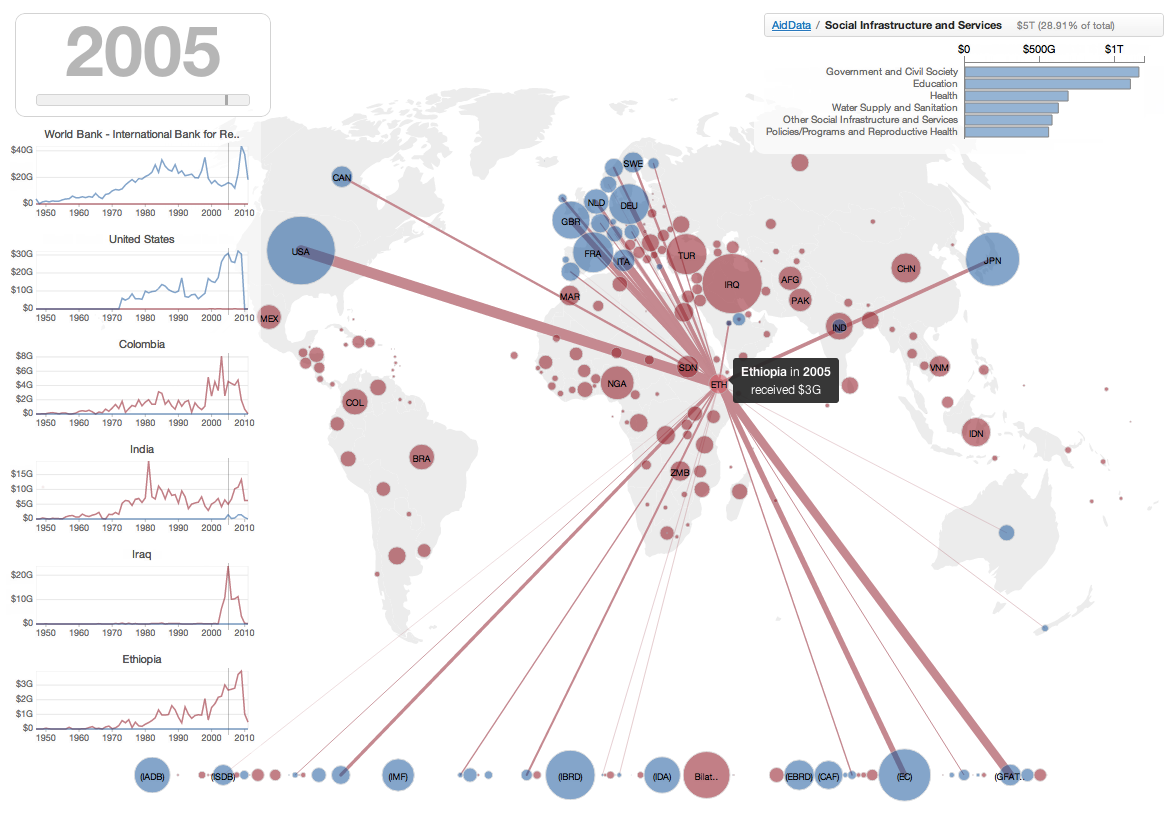 2005
AidData / Social Infrastructure and Services $5T (28.91% of total)
$0 $500G $1T
Government and Civil Society
Education
Health
Water Supply and Sanitation
Other Social Infrastructure and Services
Policies/Programs and Reproductive Health
World Bank - International Bank for Re..
$40G
$20G
$0
1950 1960 1970 1980 1990 2000 2010
United States
$30G
$20G
$10G
$0
1950 1960 1970 1980 1990 2000 2010
Colombia
$8G
$6G
$4G
$2G
$0
1950 1960 1970 1980 1990 2000 2010
India
$15G
$10G
$5G
$0
1950 1960 1970 1980 1990 2000 2010
Iraq
$20G
$10G
$0
1950 1960 1970 1980 1990 2000 2010
Ethiopia
$3G
$2G
$1G
$0
1950 1960 1970 1980 1990 2000 2010
CAN
SWE
NLD
DEU
GBR
USA
FRA
ITA
TUR
IRQ
AFG
CHN
JPN
PAK
MAR
MEX
IND
SDN
VNM
NGA
ETH
Ethiopia in 2005
received $3G
COL
IDN
BRA
ZMB
(IADB)
(ISDB)
(IMF)
(IBRD)
(IDA)
Bilat..
(EBRD)
(CAF)
(EC)
(GFAT..